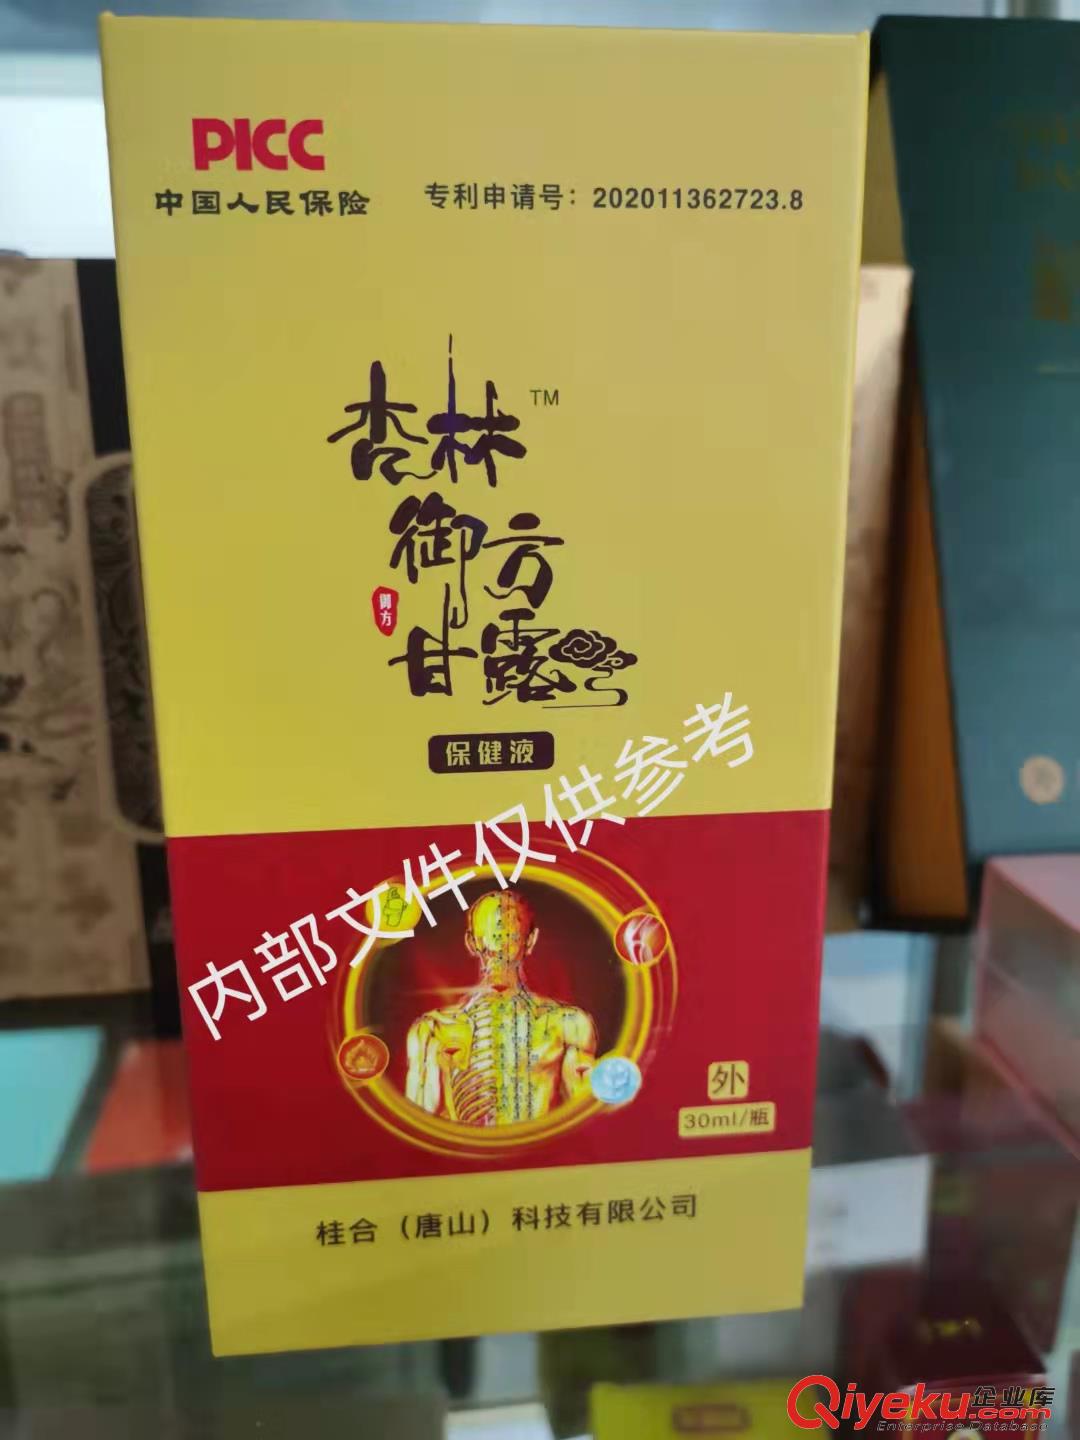 PICC
中国人民保险
专利申请号：202011362723.8
杏林
TM
御方
御方
甘露
保健液
内部文件仅供参考
外
30ml/瓶
桂合（唐山）科技有限公司
Qiyeku企业库
.com
Enterprise Database